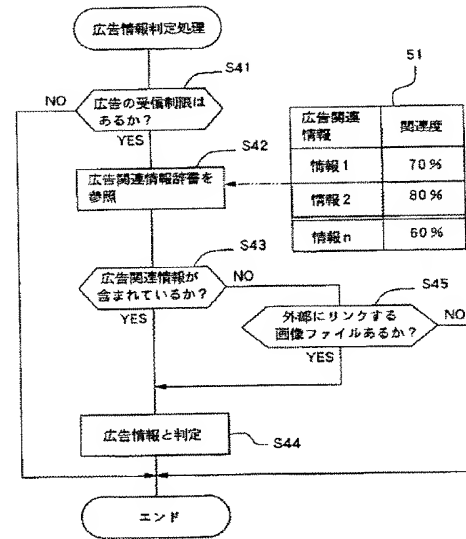 広告情報判定処理
S41
広告の受信制限は
あるか?
NO
YES
S42
広告関連情報辞書を
参照
51
広告関連
情報
関連度
情報1
70%
情報2
80%
情報n
60%
S43
広告関連情報が
含まれているか?
NO
YES
S45
外部にリンクする
画像ファイルあるか?
NO
YES
広告情報と判定
S44
エンド